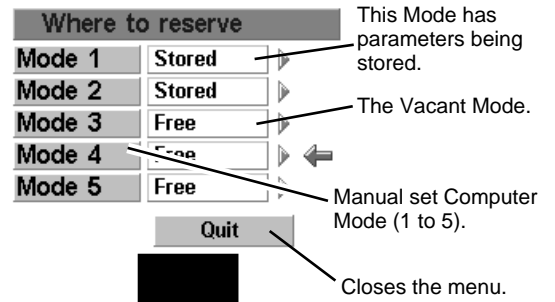 Where to reserve
This Mode has
parameters being
stored.
Mode 1 Stored
Mode 2 Stored
Mode 3 Free
The Vacant Mode.
Mode 4 Free
Mode 5 Free
Manual set Computer
Mode (1 to 5).
Quit
Closes the menu.